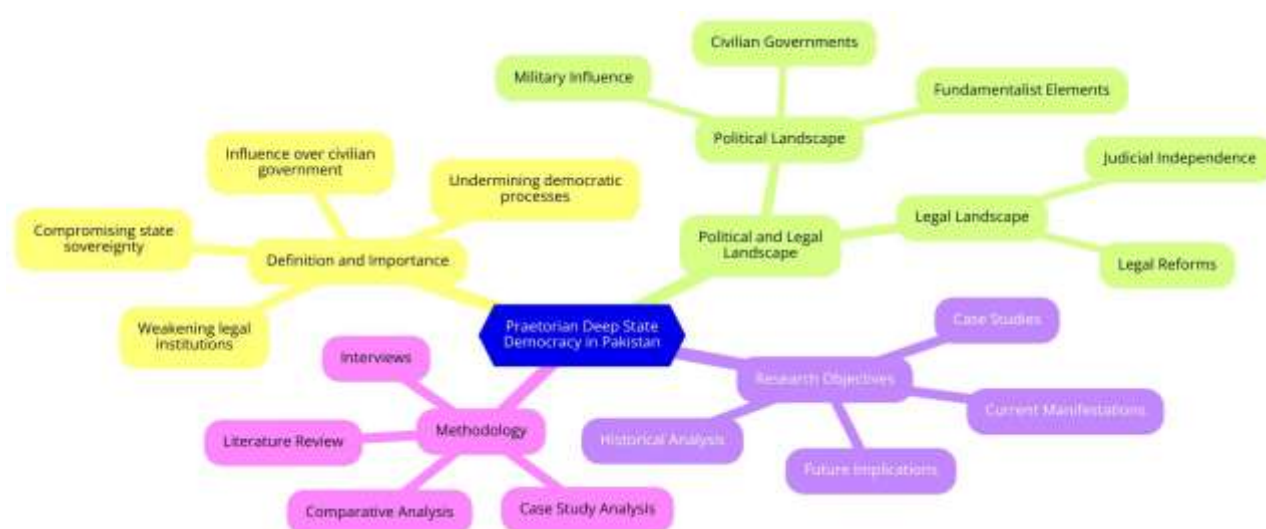 Civilian Governments
Military Influence
Fundamentalist Elements
Political Landscape
Influence over civilian
government
Judicial Independence
Undermining democratic
processes
Legal Landscape
Compromising state
sovereignty
Political and Legal
Landscape
Definition and Importance
Legal Reforms
Weakening legal
institutions
Praetorian Deep State
Democracy in Pakistan
Case Studies
Interviews
Research Objectives
Current Manifestations
Literature Review
Methodology
Historical Analysis
Future Implications
Comparative Analysis
Case Study Analysis